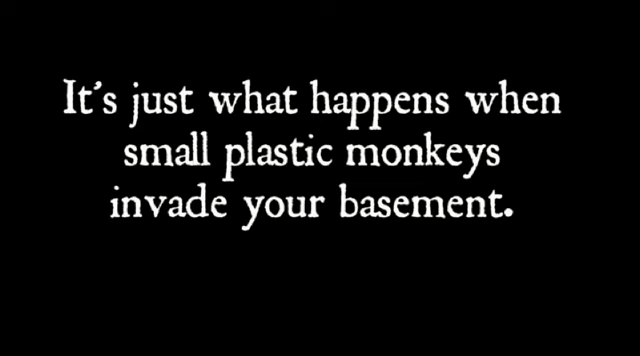 It's just what happens when
small plastic monkeys
invade your basement.